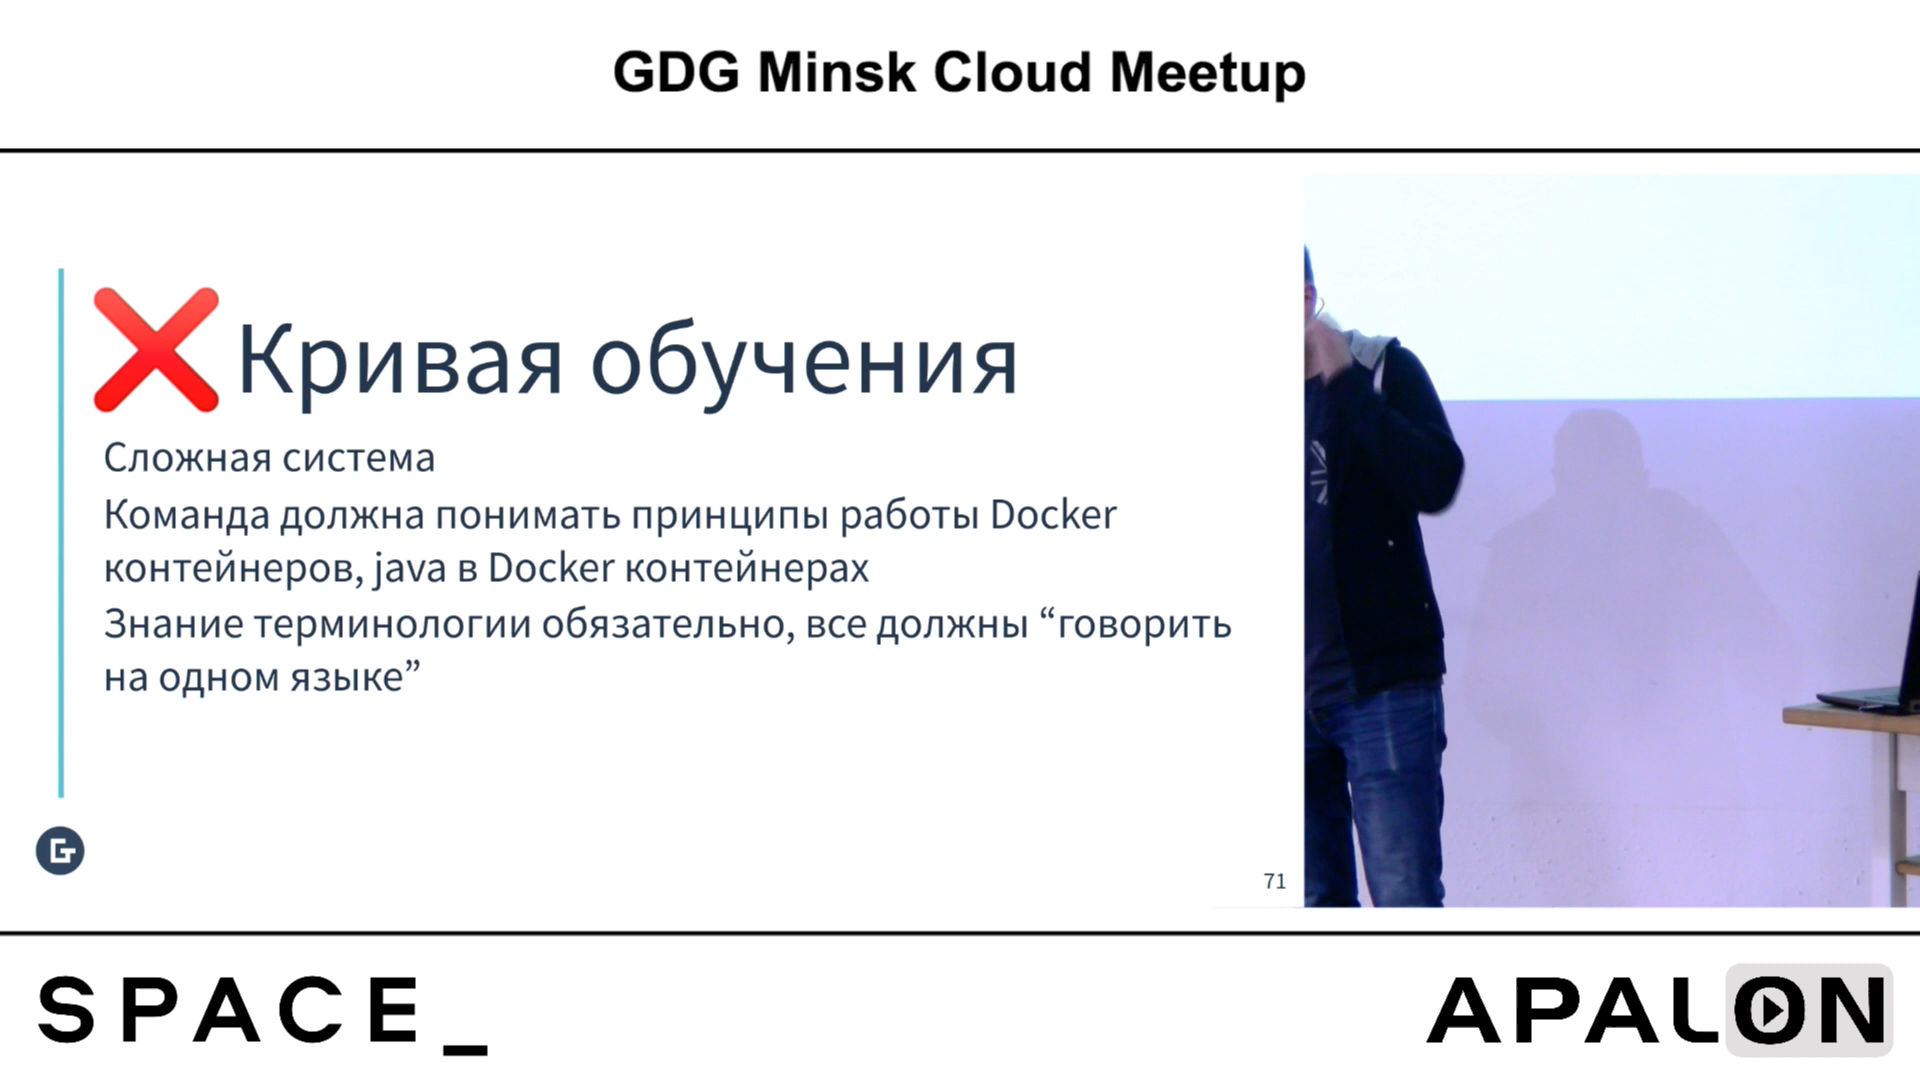 GDG Minsk Cloud Meetup
Кривая обучения
Сложная система
Команда должна понимать принципы работы Docker
контейнеров, java в Docker контейнерах
Знание терминологии обязательно, все должны “говорить
на одном языке”
71
SPACE_
APALON